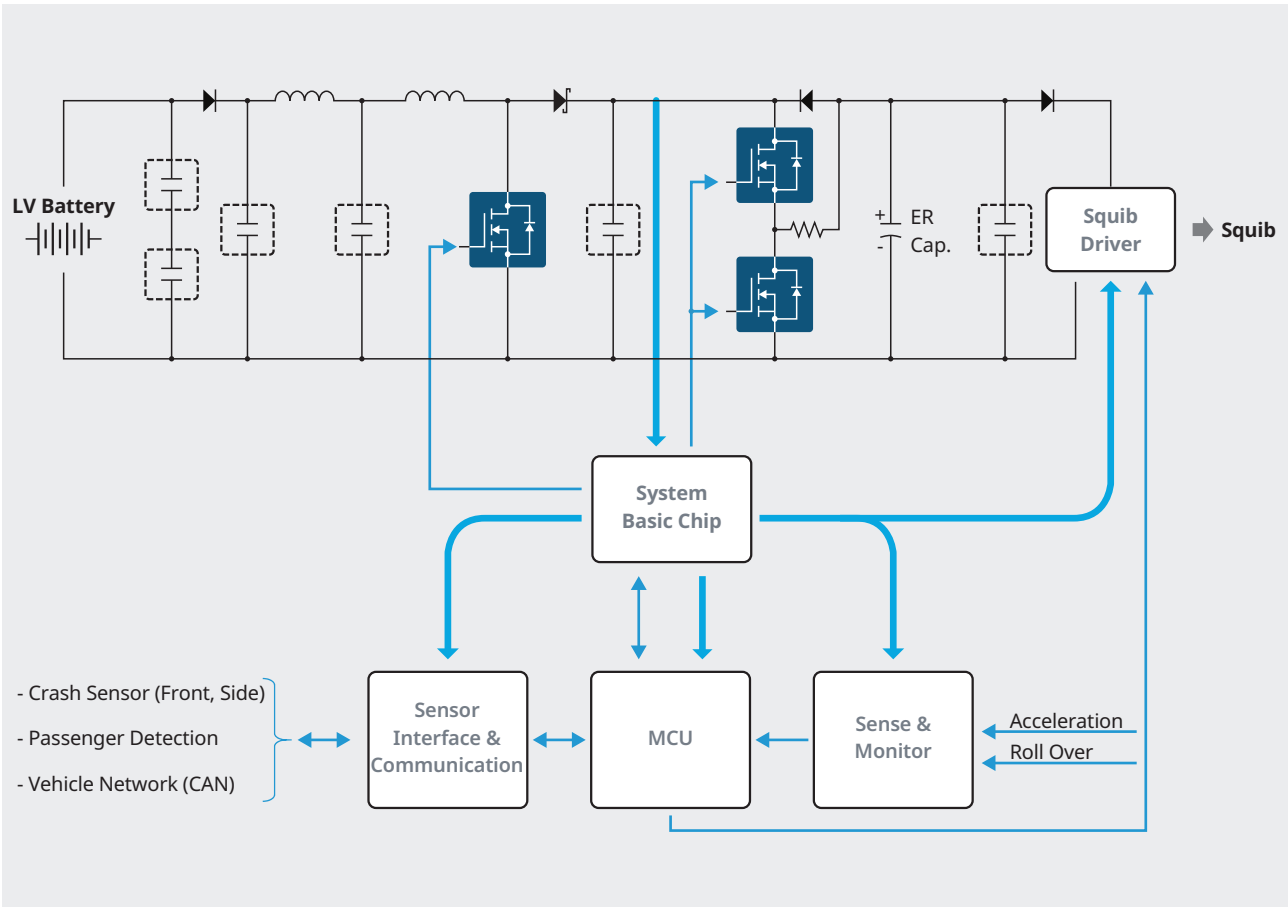 LV Battery
+
-
ER
Cap.
Squib
Driver
Squib
System
Basic Chip
- Crash Sensor (Front, Side)
- Passenger Detection
- Vehicle Network (CAN)
Sensor
Interface &
Communication
MCU
Sense &
Monitor
Acceleration
Roll Over